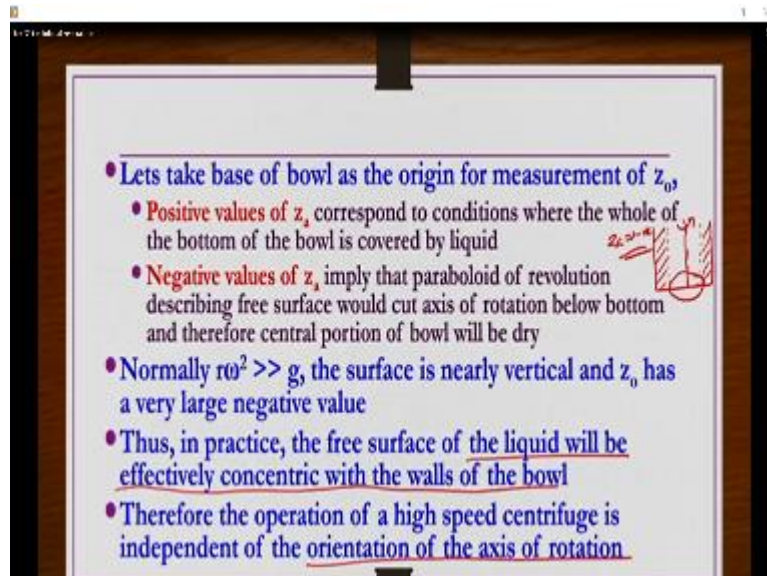 •Lets take base of bowl as the origin for measurement of z₀,
•Positive values of zₐ correspond to conditions where the whole of
the bottom of the bowl is covered by liquid
•Negative values of zₐ imply that paraboloid of revolution
describing free surface would cut axis of rotation below bottom
and therefore central portion of bowl will be dry
•Normally rω² >> g, the surface is nearly vertical and z₀ has
a very large negative value
•Thus, in practice, the free surface of the liquid will be
effectively concentric with the walls of the bowl
•Therefore the operation of a high speed centrifuge is
independent of the orientation of the axis of rotation